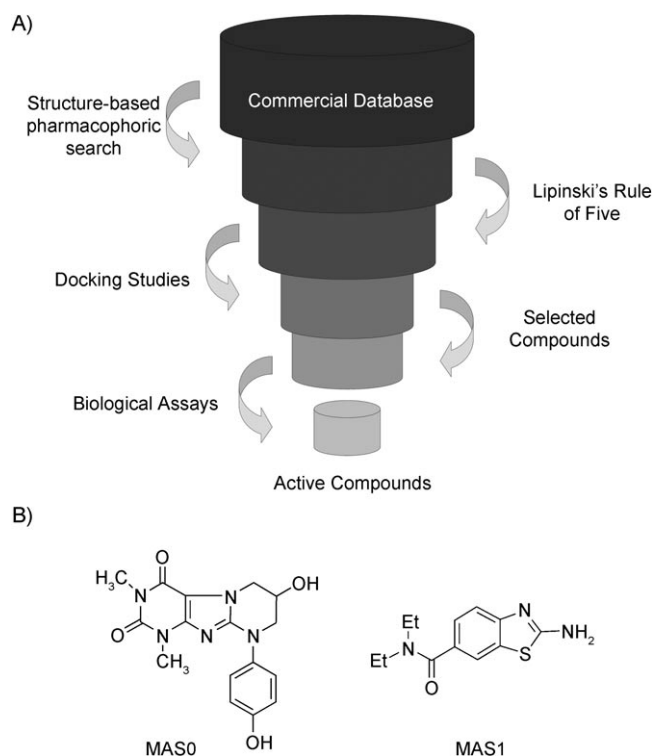 A)
Commercial Database
Structure-based
pharmacophoric
search
Lipinski's Rule
of Five
Docking Studies
Selected
Compounds
Biological Assays
Active Compounds
B)
O
H₃C
N
N
OH
O
N
N
N
CH₃
OH
MAS0
Et
N
Et
N
NH₂
S
O
MAS1